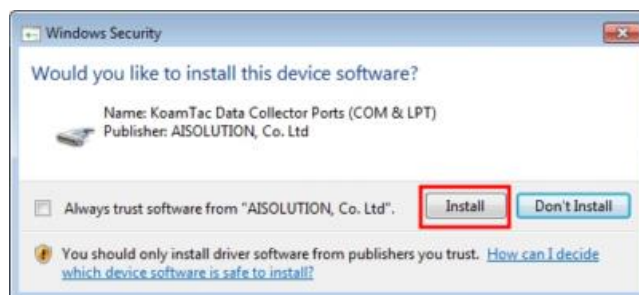 Windows Security
Would you like to install this device software?
Name: KoamTac Data Collector Ports (COM & LPT)
Publisher: AISOLUTION, Co. Ltd
Always trust software from "AISOLUTION, Co. Ltd".
Install
Don't Install
You should only install driver software from publishers you trust. How can I decide
which device software is safe to install?